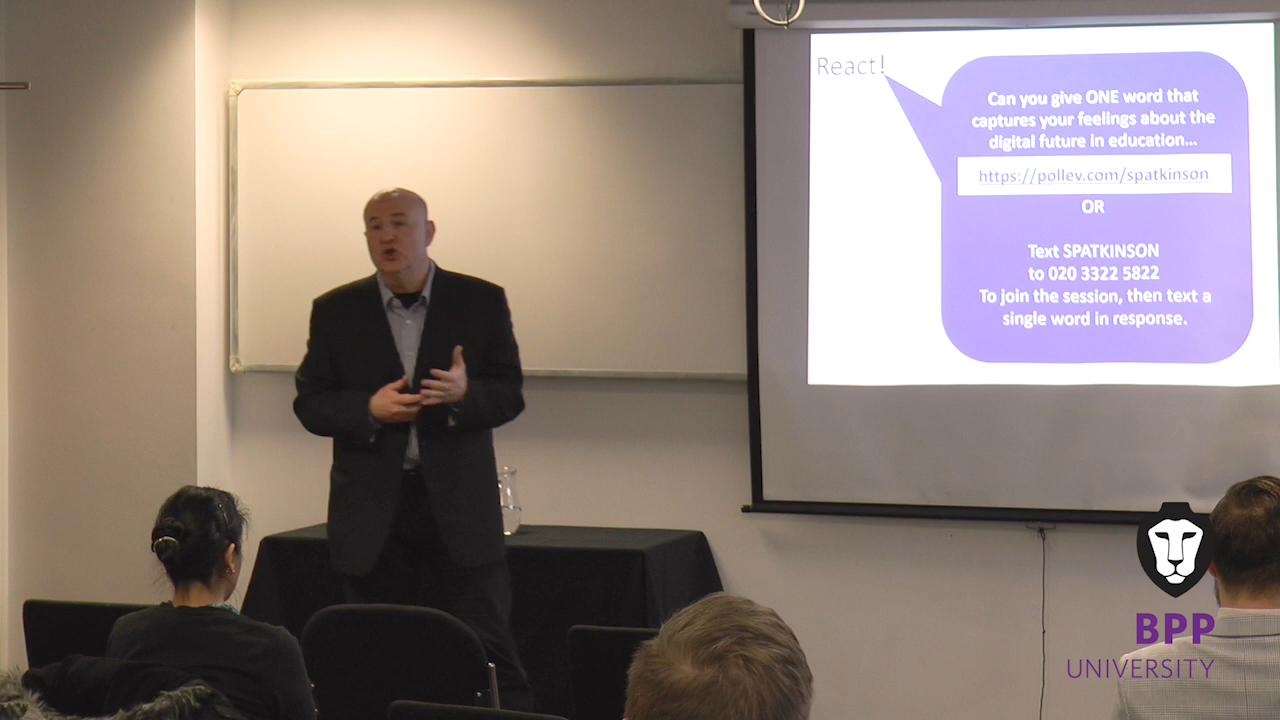 React!
Can you give ONE word that
captures your feelings about the
digital future in education...
https://pollev.com/spatkinson
OR
Text SPATKINSON
to 020 3322 5822
To join the session, then text a
single word in response.
BPP
UNIVERSITY